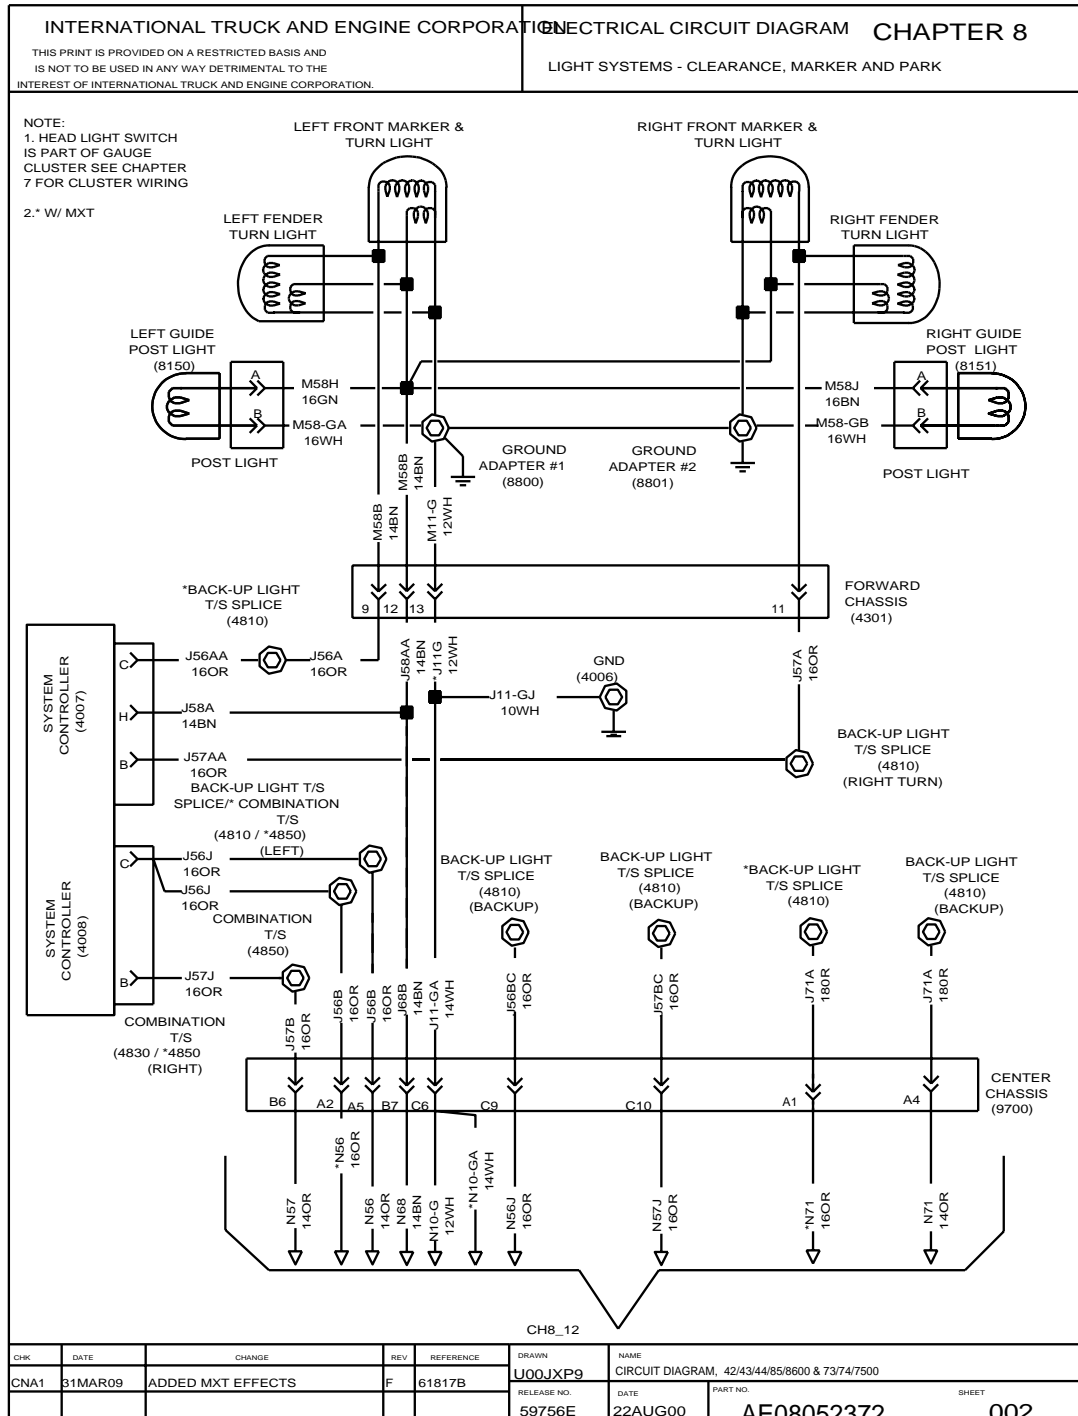 INTERNATIONAL TRUCK AND ENGINE CORPORATION
THIS PRINT IS PROVIDED ON A RESTRICTED BASIS AND
IS NOT TO BE USED IN ANY WAY DETRIMENTAL TO THE
INTEREST OF INTERNATIONAL TRUCK AND ENGINE CORPORATION.
ELECTRICAL CIRCUIT DIAGRAM
CHAPTER 8
LIGHT SYSTEMS - CLEARANCE, MARKER AND PARK
NOTE:
1. HEAD LIGHT SWITCH
IS PART OF GAUGE
CLUSTER SEE CHAPTER
7 FOR CLUSTER WIRING
2.* W/ MXT
LEFT FRONT MARKER &
TURN LIGHT
RIGHT FRONT MARKER &
TURN LIGHT
LEFT FENDER
TURN LIGHT
RIGHT FENDER
TURN LIGHT
LEFT GUIDE
POST LIGHT
(8150)
RIGHT GUIDE
POST LIGHT
(8151)
A
B
M58H
16GN
M58-GA
16WH
POST LIGHT
M58J
16BN
M58-GB
16WH
A
B
POST LIGHT
GROUND
ADAPTER #1
(8800)
GROUND
ADAPTER #2
(8801)
M58B
14BN
M58B
14BN
M11-G
12WH
9
12
13
11
FORWARD
CHASSIS
(4301)
*BACK-UP LIGHT
T/S SPLICE
(4810)
SYSTEM
CONTROLLER
(4007)
C
J56AA
16OR
J56A
16OR
J58AA
14BN
*J11G
12WH
J57A
16OR
GND
(4006)
J11-GJ
10WH
H
J58A
14BN
B
J57AA
16OR
BACK-UP LIGHT
T/S SPLICE
(4810)
(RIGHT TURN)
BACK-UP LIGHT T/S
SPLICE/* COMBINATION
T/S
(4810 / *4850)
(LEFT)
SYSTEM
CONTROLLER
(4008)
C
J56J
16OR
J56J
16OR
COMBINATION
T/S
(4850)
B
J57J
16OR
COMBINATION
T/S
(4830 / *4850
(RIGHT)
BACK-UP LIGHT
T/S SPLICE
(4810)
(BACKUP)
BACK-UP LIGHT
T/S SPLICE
(4810)
(BACKUP)
*BACK-UP LIGHT
T/S SPLICE
(4810)
BACK-UP LIGHT
T/S SPLICE
(4810)
(BACKUP)
J57B
16OR
J56B
16OR
J56B
16OR
J68B
14BN
J11-GA
14WH
J56BC
16OR
J57BC
16OR
J71A
180R
J71A
180R
B6
A2
A5
B7
C6
C9
C10
A1
A4
CENTER
CHASSIS
(9700)
N57
14OR
*N56
16OR
N56
14OR
N68
14BN
N10-G
12WH
*N10-GA
14WH
N56J
16OR
N57J
16OR
*N71
16OR
N71
14OR
CH8_12
CHK
DATE
CHANGE
REV
REFERENCE
CNA1
31MAR09
ADDED MXT EFFECTS
F
61817B
DRAWN
U00JXP9
NAME
CIRCUIT DIAGRAM, 42/43/44/85/8600 & 73/74/7500
RELEASE NO.
59756E
DATE
22AUG00
PART NO.
AE08052372
SHEET
002